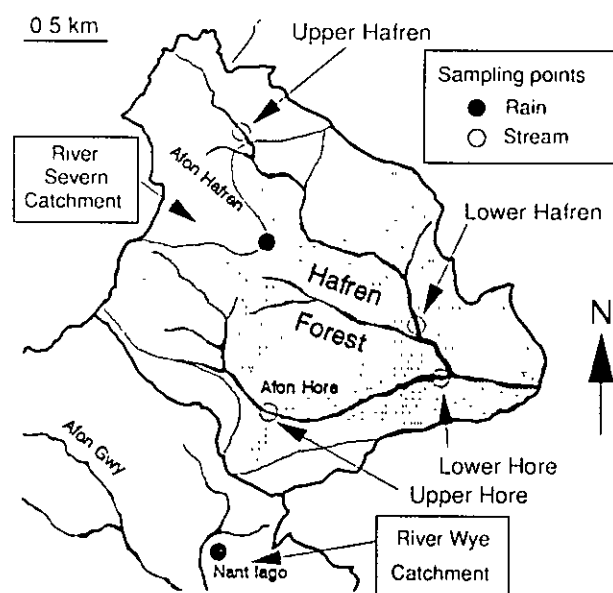 0 5 km
Upper Hafren
Sampling points
Rain
Stream
River
Severn
Catchment
Afon Hafren
Lower Hafren
Hafren
Forest
N
Afon Hore
Afon Gwy
Lower Hore
Upper Hore
River Wye
Catchment
Nant Iago